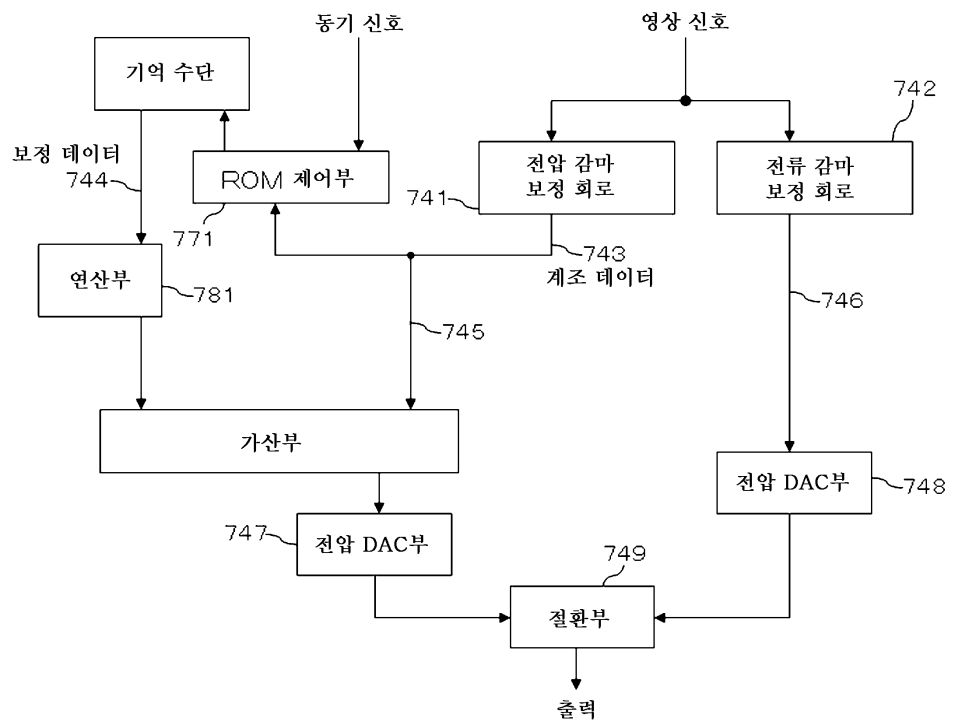 동기 신호
영상 신호
기억 수단
742
보정 데이터
744
ROM 제어부
771
741
전압 감마
보정 회로
전류 감마
보정 회로
743
계조 데이터
연산부
781
746
745
가산부
전압 DAC부
748
747
전압 DAC부
749
절환부
출력